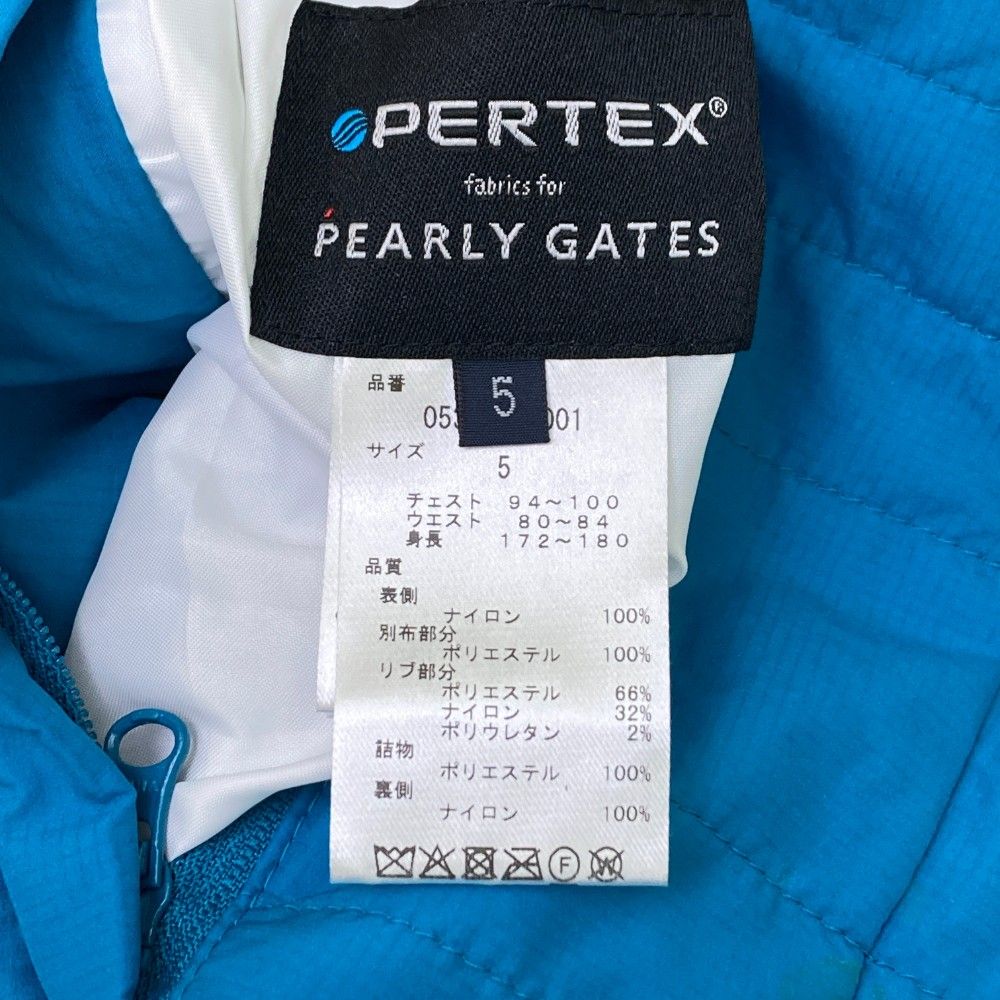 PERTEX®
fabrics for
PEARLY GATES
5
品番
053 001
サイズ
5
チェスト 94~100
ウエスト 80~84
身長 172~180
品質
表側
ナイロン 100%
別布部分
ポリエステル 100%
リブ部分
ポリエステル 66%
ナイロン 32%
ポリウレタン 2%
詰物
ポリエステル 100%
裏側
ナイロン 100%
F W